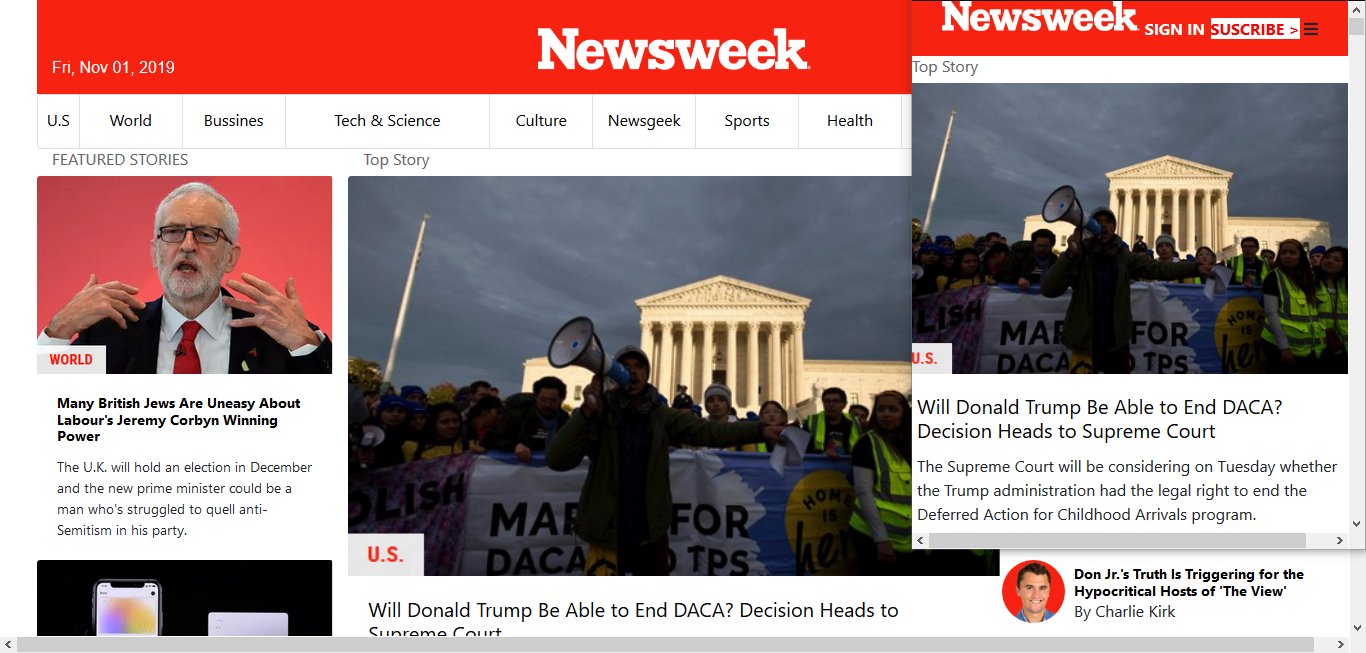 Newsweek
Fri, Nov 01, 2019
U.S
World
Bussines
Tech & Science
Culture
Newsgeek
Sports
Health
FEATURED STORIES
WORLD
Many British Jews Are Uneasy About
Labour's Jeremy Corbyn Winning
Power
The U.K. will hold an election in December
and the new prime minister could be a
man who's struggled to quell anti-
Semitism in his party.
Top Story
OLISH
MAR FOR
DACA D TPS
HOME
IS
her
U.S.
Will Donald Trump Be Able to End DACA? Decision Heads to
Supreme Court
Newsweek
SIGN IN
SUSCRIBE >
Top Story
LISH
MAR FOR
DACA D TPS
HOME
IS
her
U.S.
Will Donald Trump Be Able to End DACA?
Decision Heads to Supreme Court
The Supreme Court will be considering on Tuesday whether
the Trump administration had the legal right to end the
Deferred Action for Childhood Arrivals program.
Don Jr.'s Truth Is Triggering for the
Hypocritical Hosts of 'The View'
By Charlie Kirk